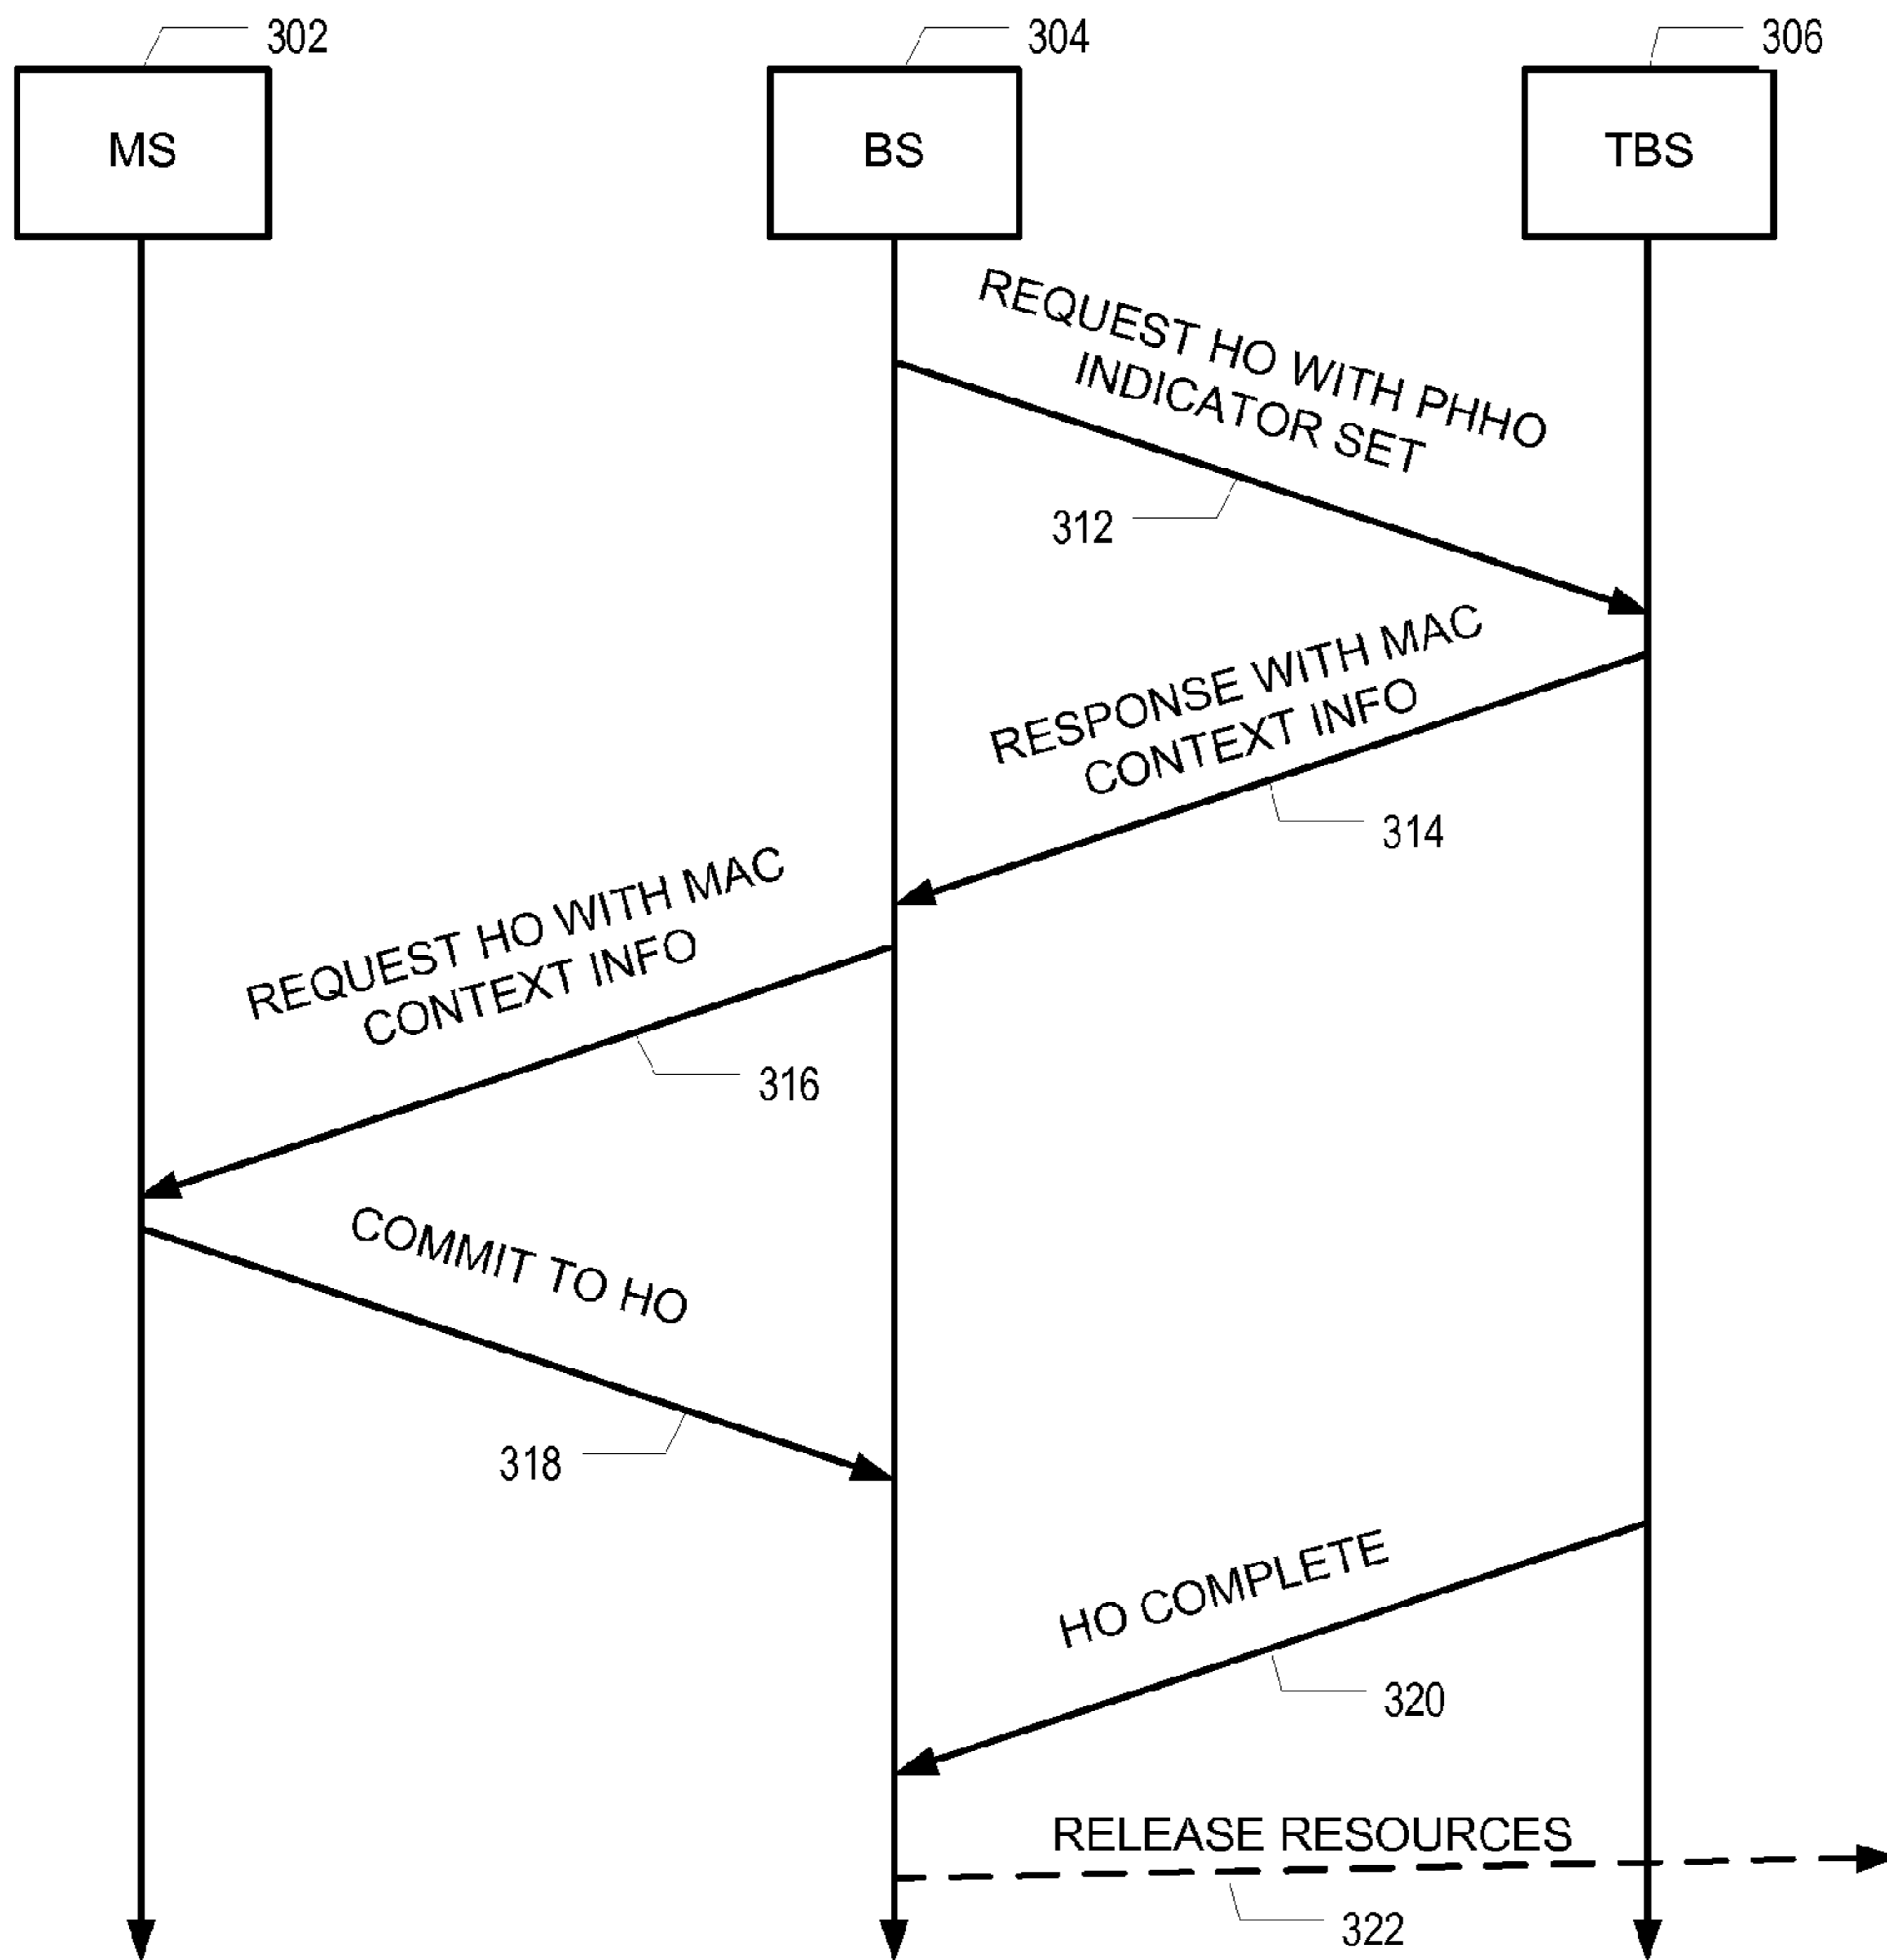 302
304
306
MS
BS
TBS
REQUEST HO WITH PHHO
INDICATOR SET
312
RESPONSE WITH MAC
CONTEXT INFO
314
REQUEST HO WITH MAC
CONTEXT INFO
316
COMMIT TO HO
318
HO COMPLETE
320
RELEASE RESOURCES
322